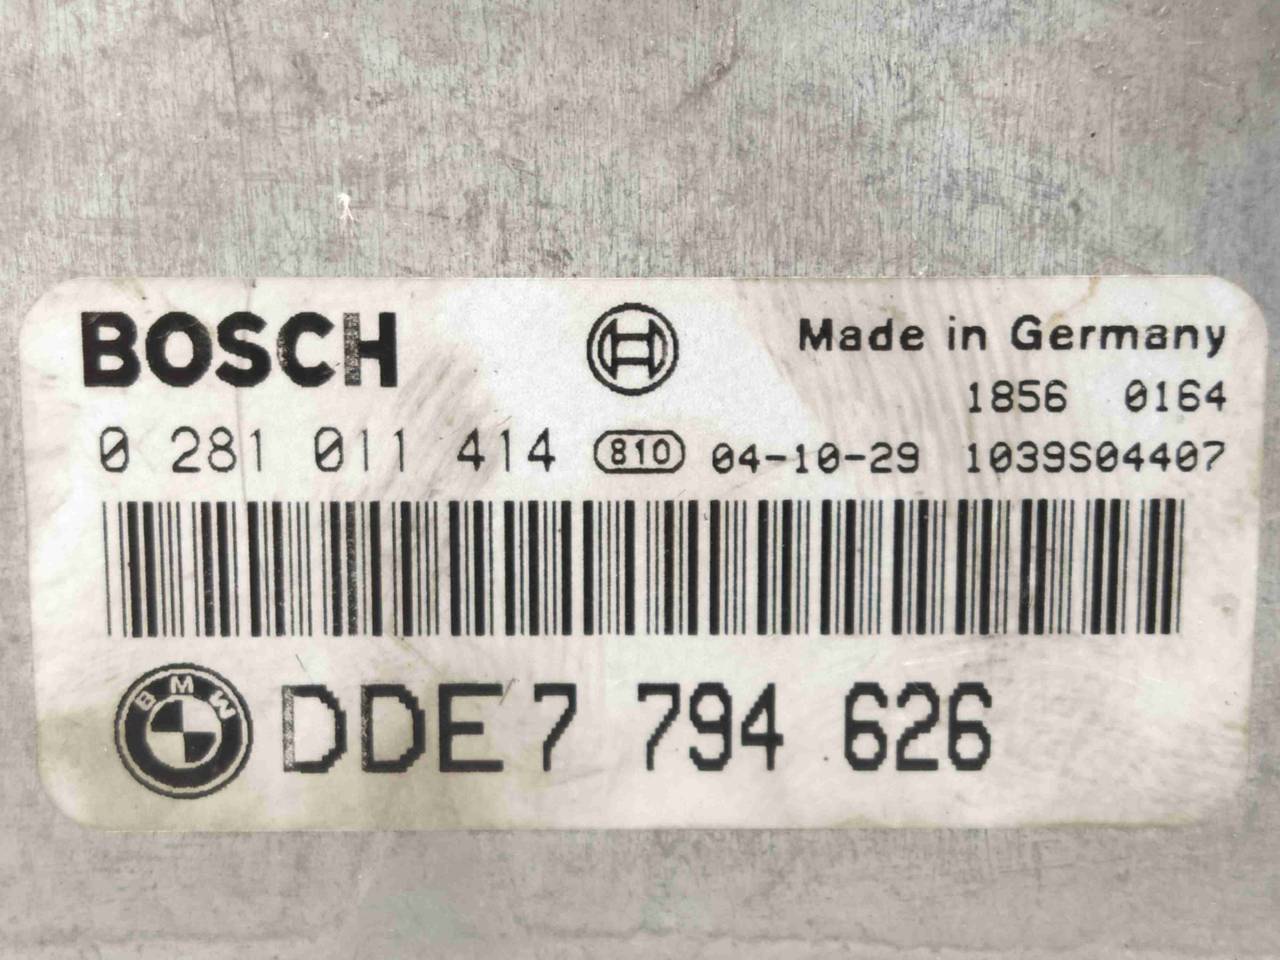 BOSCH
Made in Germany
1856 0164
0 281 011 414 810 04-10-29 1039S04407
BMW DDE 7 794 626